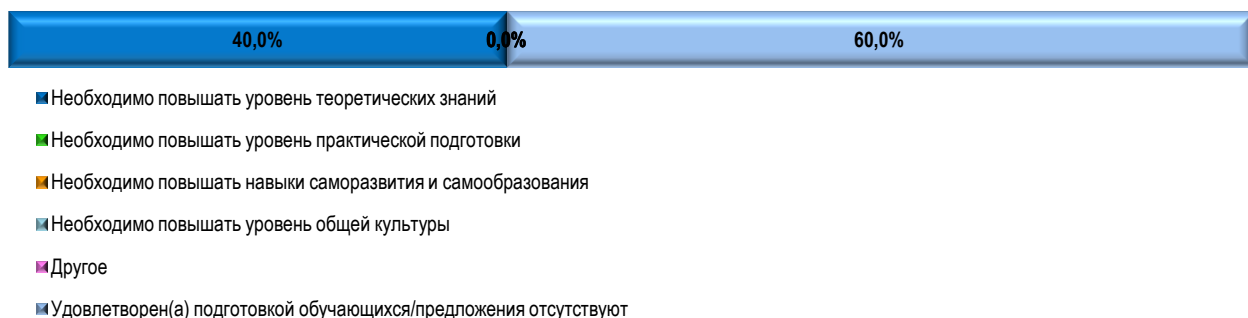 40,0% 0,0% 60,0%
Необходимо повышать уровень теоретических знаний
Необходимо повышать уровень практической подготовки
Необходимо повышать навыки саморазвития и самообразования
Необходимо повышать уровень общей культуры
Другое
Удовлетворен(а) подготовкой обучающихся/предложения отсутствуют